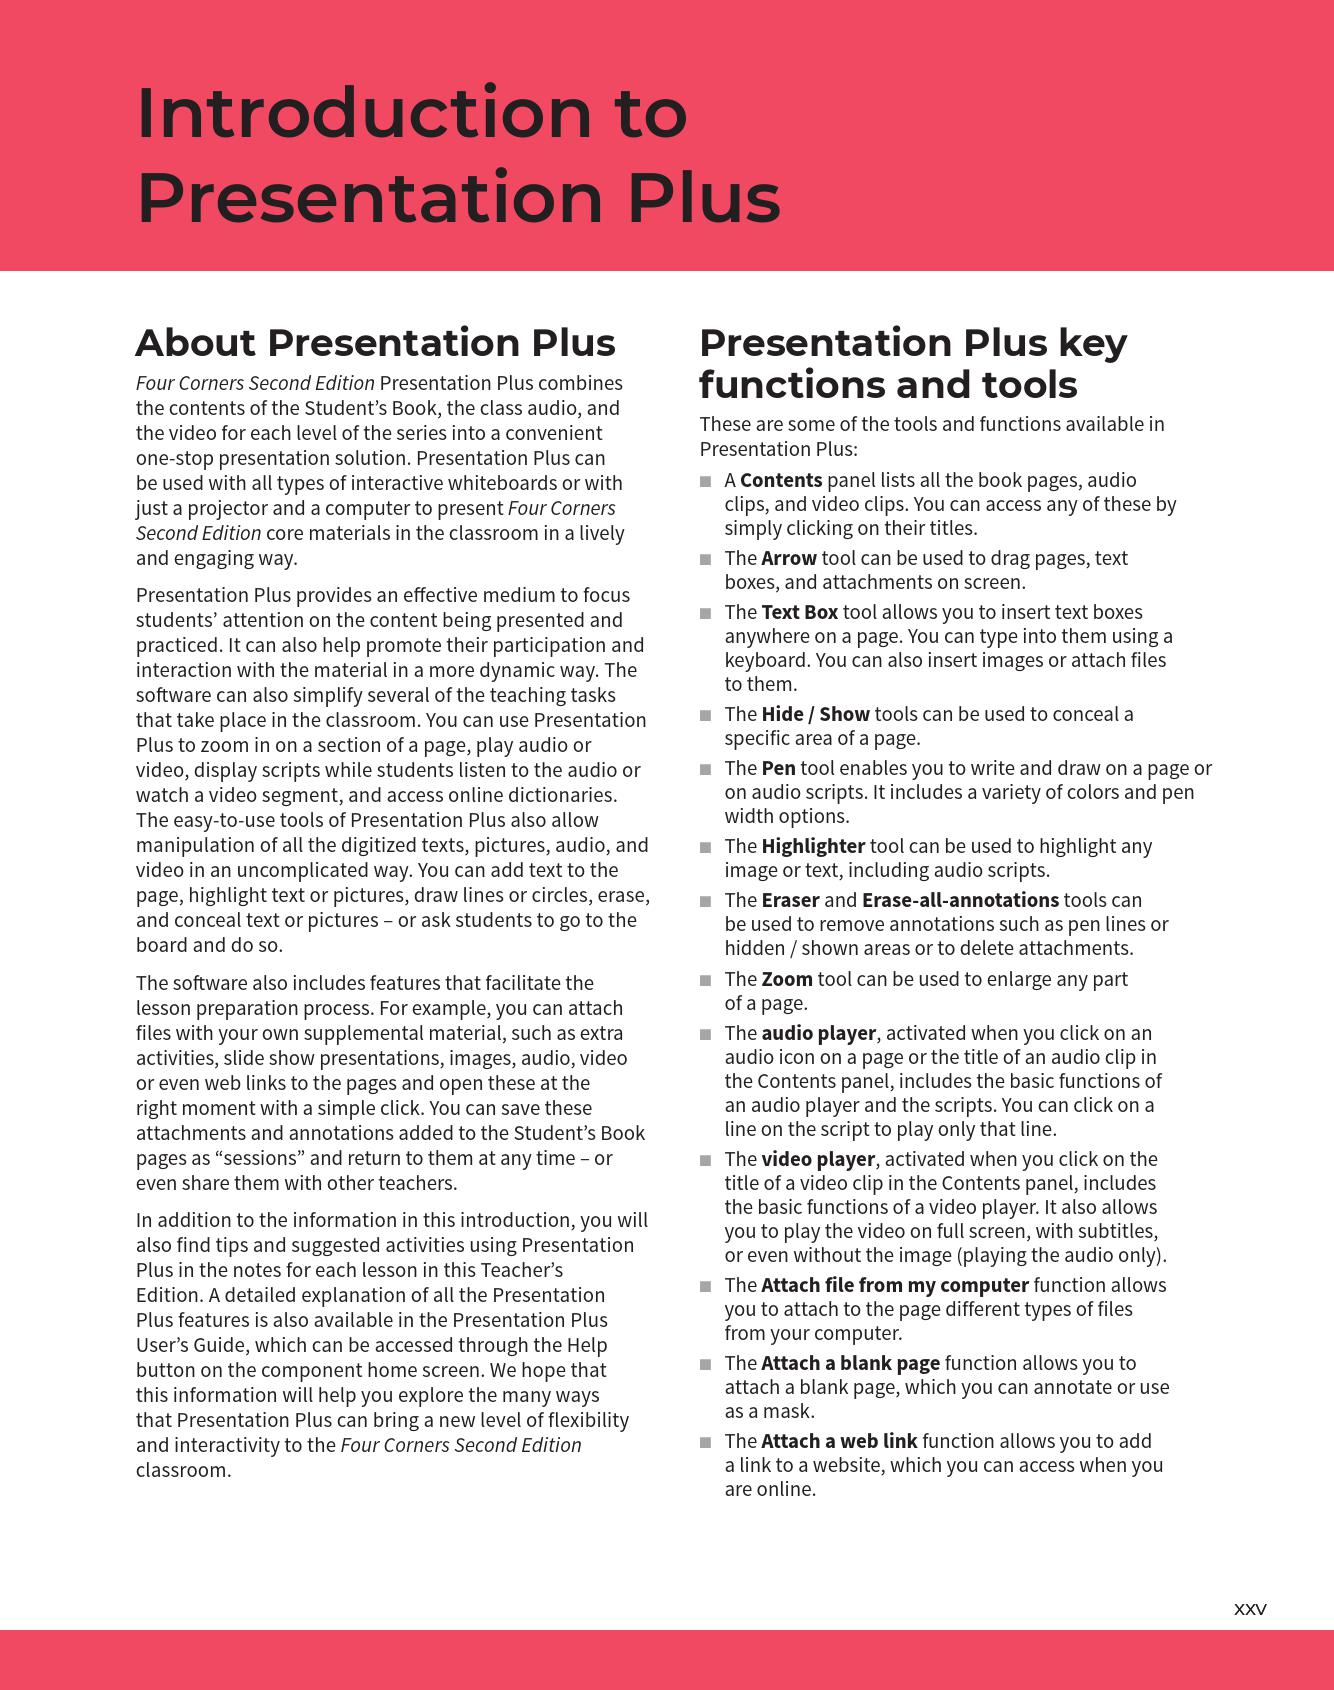 Introduction to
Presentation Plus
About Presentation Plus
Four Corners Second Edition Presentation Plus combines
the contents of the Student’s Book, the class audio, and
the video for each level of the series into a convenient
one-stop presentation solution. Presentation Plus can
be used with all types of interactive whiteboards or with
just a projector and a computer to present Four Corners
Second Edition core materials in the classroom in a lively
and engaging way.
Presentation Plus provides an effective medium to focus
students’ attention on the content being presented and
practiced. It can also help promote their participation and
interaction with the material in a more dynamic way. The
software can also simplify several of the teaching tasks
that take place in the classroom. You can use Presentation
Plus to zoom in on a section of a page, play audio or
video, display scripts while students listen to the audio or
watch a video segment, and access online dictionaries.
The easy-to-use tools of Presentation Plus also allow
manipulation of all the digitized texts, pictures, audio, and
video in an uncomplicated way. You can add text to the
page, highlight text or pictures, draw lines or circles, erase,
and conceal text or pictures – or ask students to go to the
board and do so.
The software also includes features that facilitate the
lesson preparation process. For example, you can attach
files with your own supplemental material, such as extra
activities, slide show presentations, images, audio, video
or even web links to the pages and open these at the
right moment with a simple click. You can save these
attachments and annotations added to the Student’s Book
pages as “sessions” and return to them at any time – or
even share them with other teachers.
In addition to the information in this introduction, you will
also find tips and suggested activities using Presentation
Plus in the notes for each lesson in this Teacher’s
Edition. A detailed explanation of all the Presentation
Plus features is also available in the Presentation Plus
User’s Guide, which can be accessed through the Help
button on the component home screen. We hope that
this information will help you explore the many ways
that Presentation Plus can bring a new level of flexibility
and interactivity to the Four Corners Second Edition
classroom.
Presentation Plus key
functions and tools
These are some of the tools and functions available in
Presentation Plus:
■ A Contents panel lists all the book pages, audio
clips, and video clips. You can access any of these by
simply clicking on their titles.
■ The Arrow tool can be used to drag pages, text
boxes, and attachments on screen.
■ The Text Box tool allows you to insert text boxes
anywhere on a page. You can type into them using a
keyboard. You can also insert images or attach files
to them.
■ The Hide / Show tools can be used to conceal a
specific area of a page.
■ The Pen tool enables you to write and draw on a page or
on audio scripts. It includes a variety of colors and pen
width options.
■ The Highlighter tool can be used to highlight any
image or text, including audio scripts.
■ The Eraser and Erase-all-annotations tools can
be used to remove annotations such as pen lines or
hidden / shown areas or to delete attachments.
■ The Zoom tool can be used to enlarge any part
of a page.
■ The audio player, activated when you click on an
audio icon on a page or the title of an audio clip in
the Contents panel, includes the basic functions of
an audio player and the scripts. You can click on a
line on the script to play only that line.
■ The video player, activated when you click on the
title of a video clip in the Contents panel, includes
the basic functions of a video player. It also allows
you to play the video on full screen, with subtitles,
or even without the image (playing the audio only).
■ The Attach file from my computer function allows
you to attach to the page different types of files
from your computer.
■ The Attach a blank page function allows you to
attach a blank page, which you can annotate or use
as a mask.
■ The Attach a web link function allows you to add
a link to a website, which you can access when you
are online.
XXV